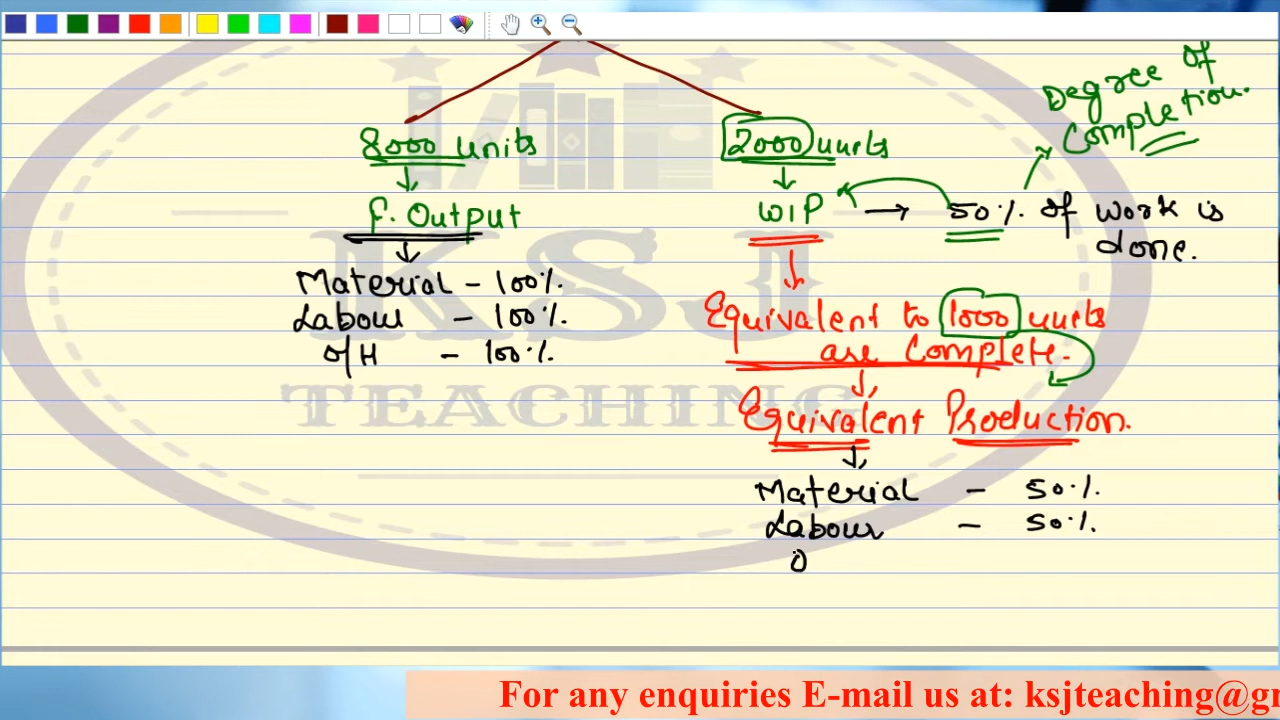 Degree Of
Completion.
8000 units
2000 units
F. Output
WIP → 50% Of work is
done.
Material - 100%
Labour - 100%
O/H - 100%
Equivalent to 1000 units
are Complete.
Equivalent Production.
Material - 50%.
Labour - 50%.
O
KSJ
TEACHING
For any enquiries E-mail us at: ksjteaching@g